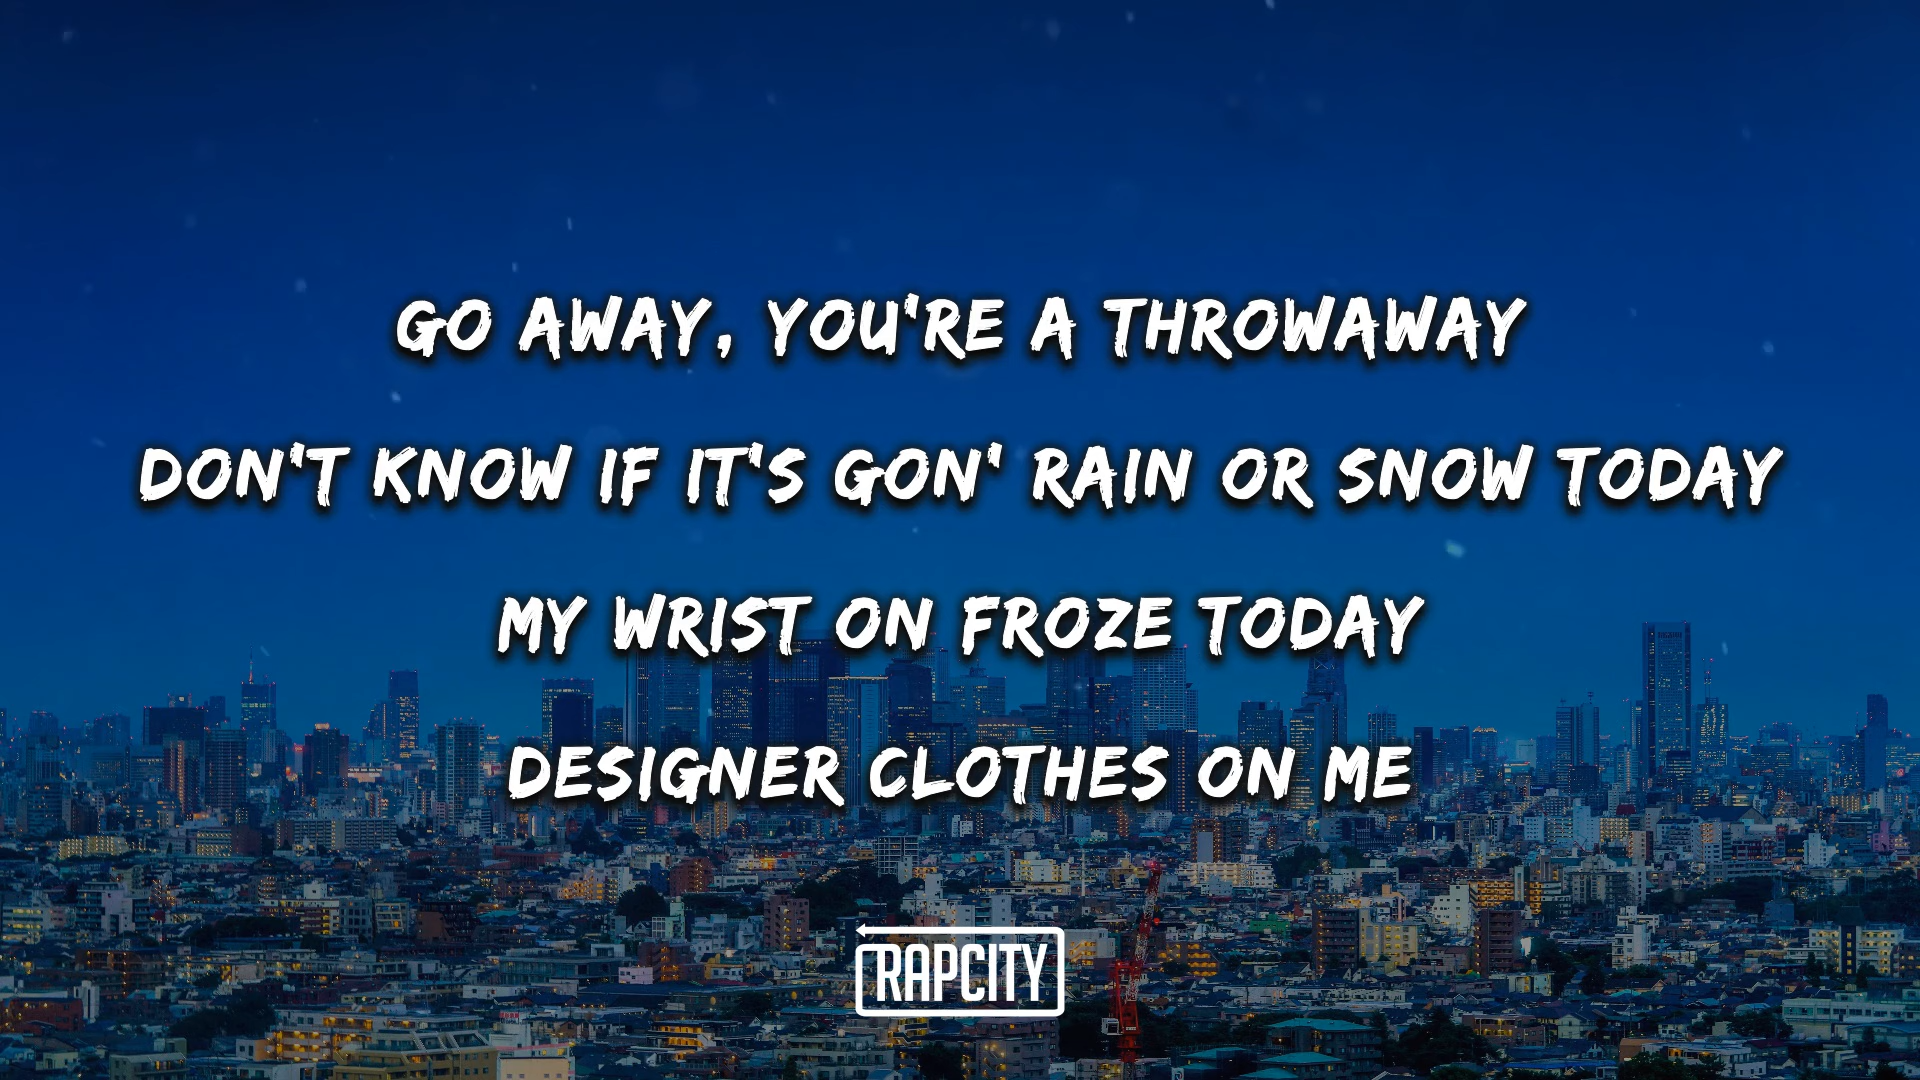 GO AWAY, YOU'RE A THROWAWAY
DON'T KNOW IF IT'S GON' RAIN OR SNOW TODAY
MY WRIST ON FROZE TODAY
DESIGNER CLOTHES ON ME
RAPCITY